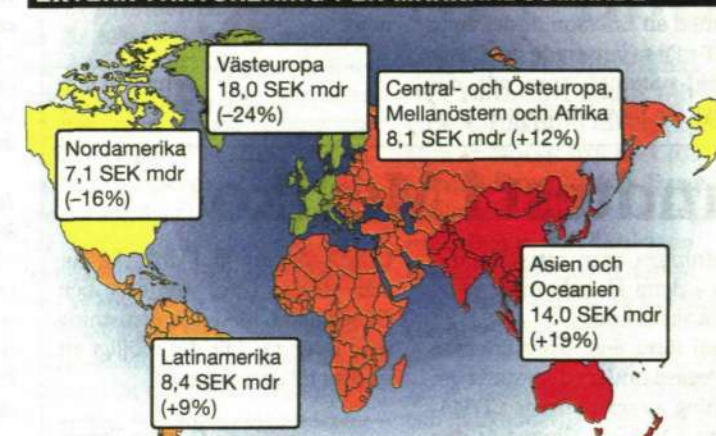 Västeuropa
18,0 SEK mdr
(–24%)
Central- och Östeuropa,
Mellanöstern och Afrika
8,1 SEK mdr (+12%)
Nordamerika
7,1 SEK mdr
(–16%)
Asien och
Oceanien
14,0 SEK mdr
(+19%)
Latinamerika
8,4 SEK mdr
(+9%)